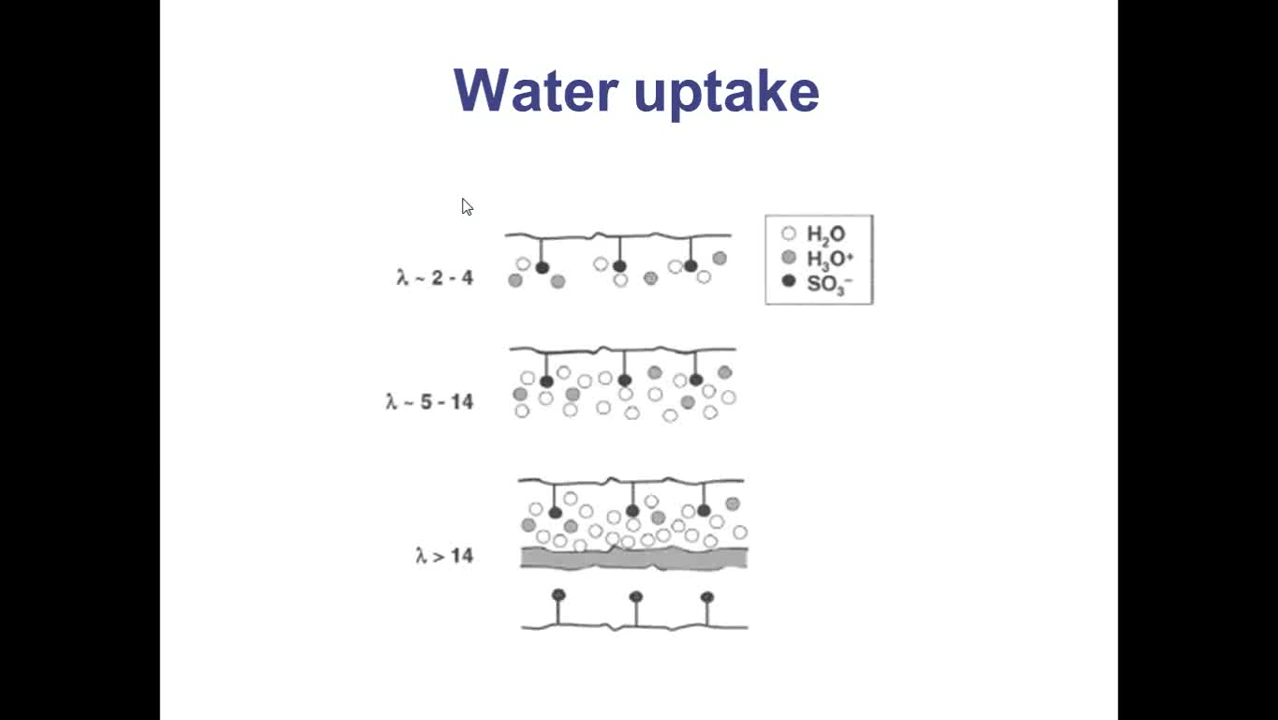 Water uptake
H₂O
H₃O⁺
SO₃⁻
λ ~ 2 - 4
λ ~ 5 - 14
λ > 14